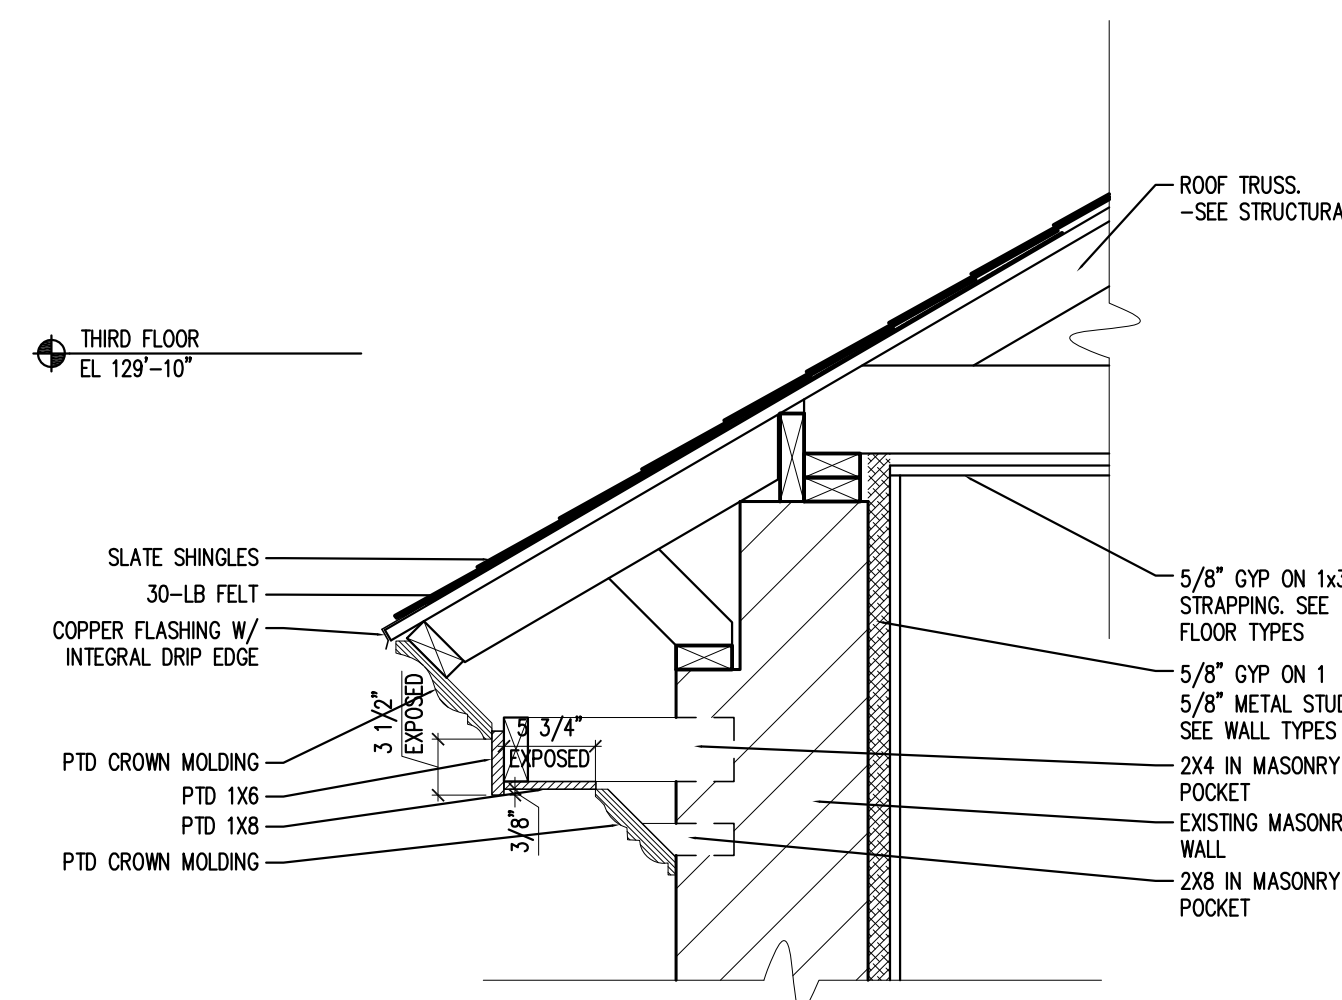 ROOF TRUSS.
-SEE STRUCTURA
THIRD FLOOR
EL 129'-10"
SLATE SHINGLES
30-LB FELT
COPPER FLASHING W/
INTEGRAL DRIP EDGE
3 1/2"
EXPOSED
5 3/4"
EXPOSED
3/8"
PTD CROWN MOLDING
PTD 1X6
PTD 1X8
PTD CROWN MOLDING
5/8" GYP ON 1x3
STRAPPING. SEE
FLOOR TYPES
5/8" GYP ON 1
5/8" METAL STUD
SEE WALL TYPES
2X4 IN MASONRY
POCKET
EXISTING MASONR
WALL
2X8 IN MASONRY
POCKET